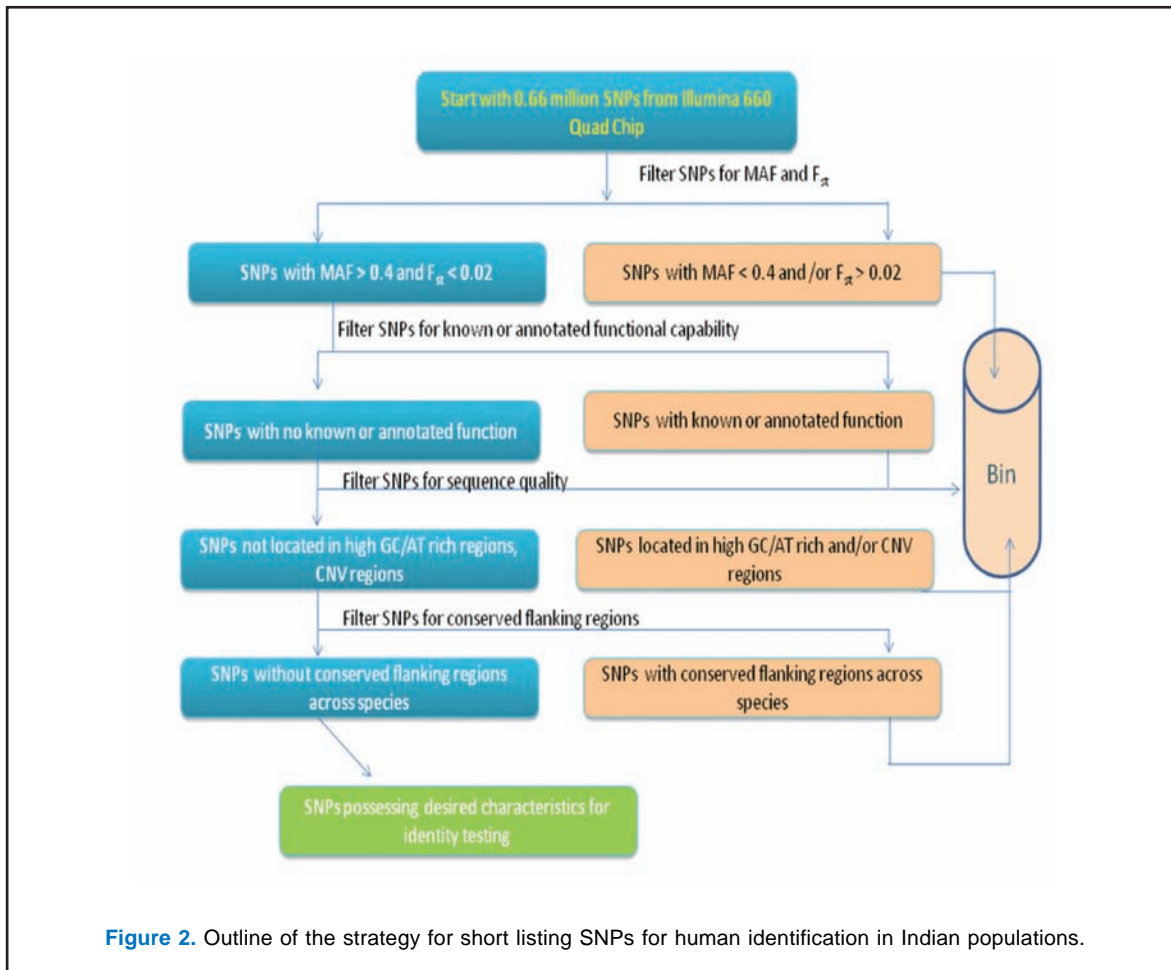 Start with 0.66 million SNPs from Illumina 660
Quad Chip
Filter SNPs for MAF and Fst
SNPs with MAF > 0.4 and Fst < 0.02
SNPs with MAF < 0.4 and /or Fst > 0.02
Filter SNPs for known or annotated functional capability
SNPs with no known or annotated function
SNPs with known or annotated function
Bin
Filter SNPs for sequence quality
SNPs not located in high GC/AT rich regions,
CNV regions
SNPs located in high GC/AT rich and/or CNV
regions
Filter SNPs for conserved flanking regions
SNPs without conserved flanking regions
across species
SNPs with conserved flanking regions across
species
SNPs possessing desired characteristics for
identity testing
Figure 2. Outline of the strategy for short listing SNPs for human identification in Indian populations.